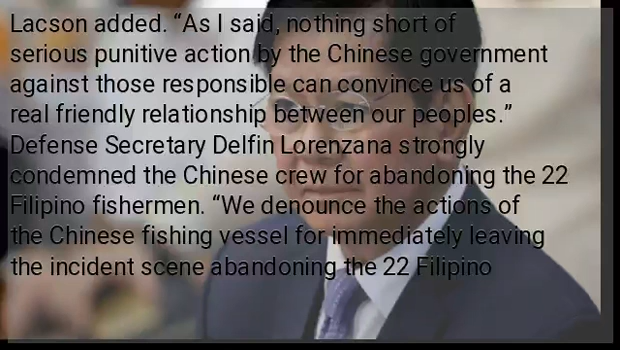 Lacson added. “As I said, nothing short of
serious punitive action by the Chinese government
against those responsible can convince us of a
real friendly relationship between our peoples.”
Defense Secretary Delfin Lorenzana strongly
condemned the Chinese crew for abandoning the 22
Filipino fishermen. “We denounce the actions of
the Chinese fishing vessel for immediately leaving
the incident scene abandoning the 22 Filipino